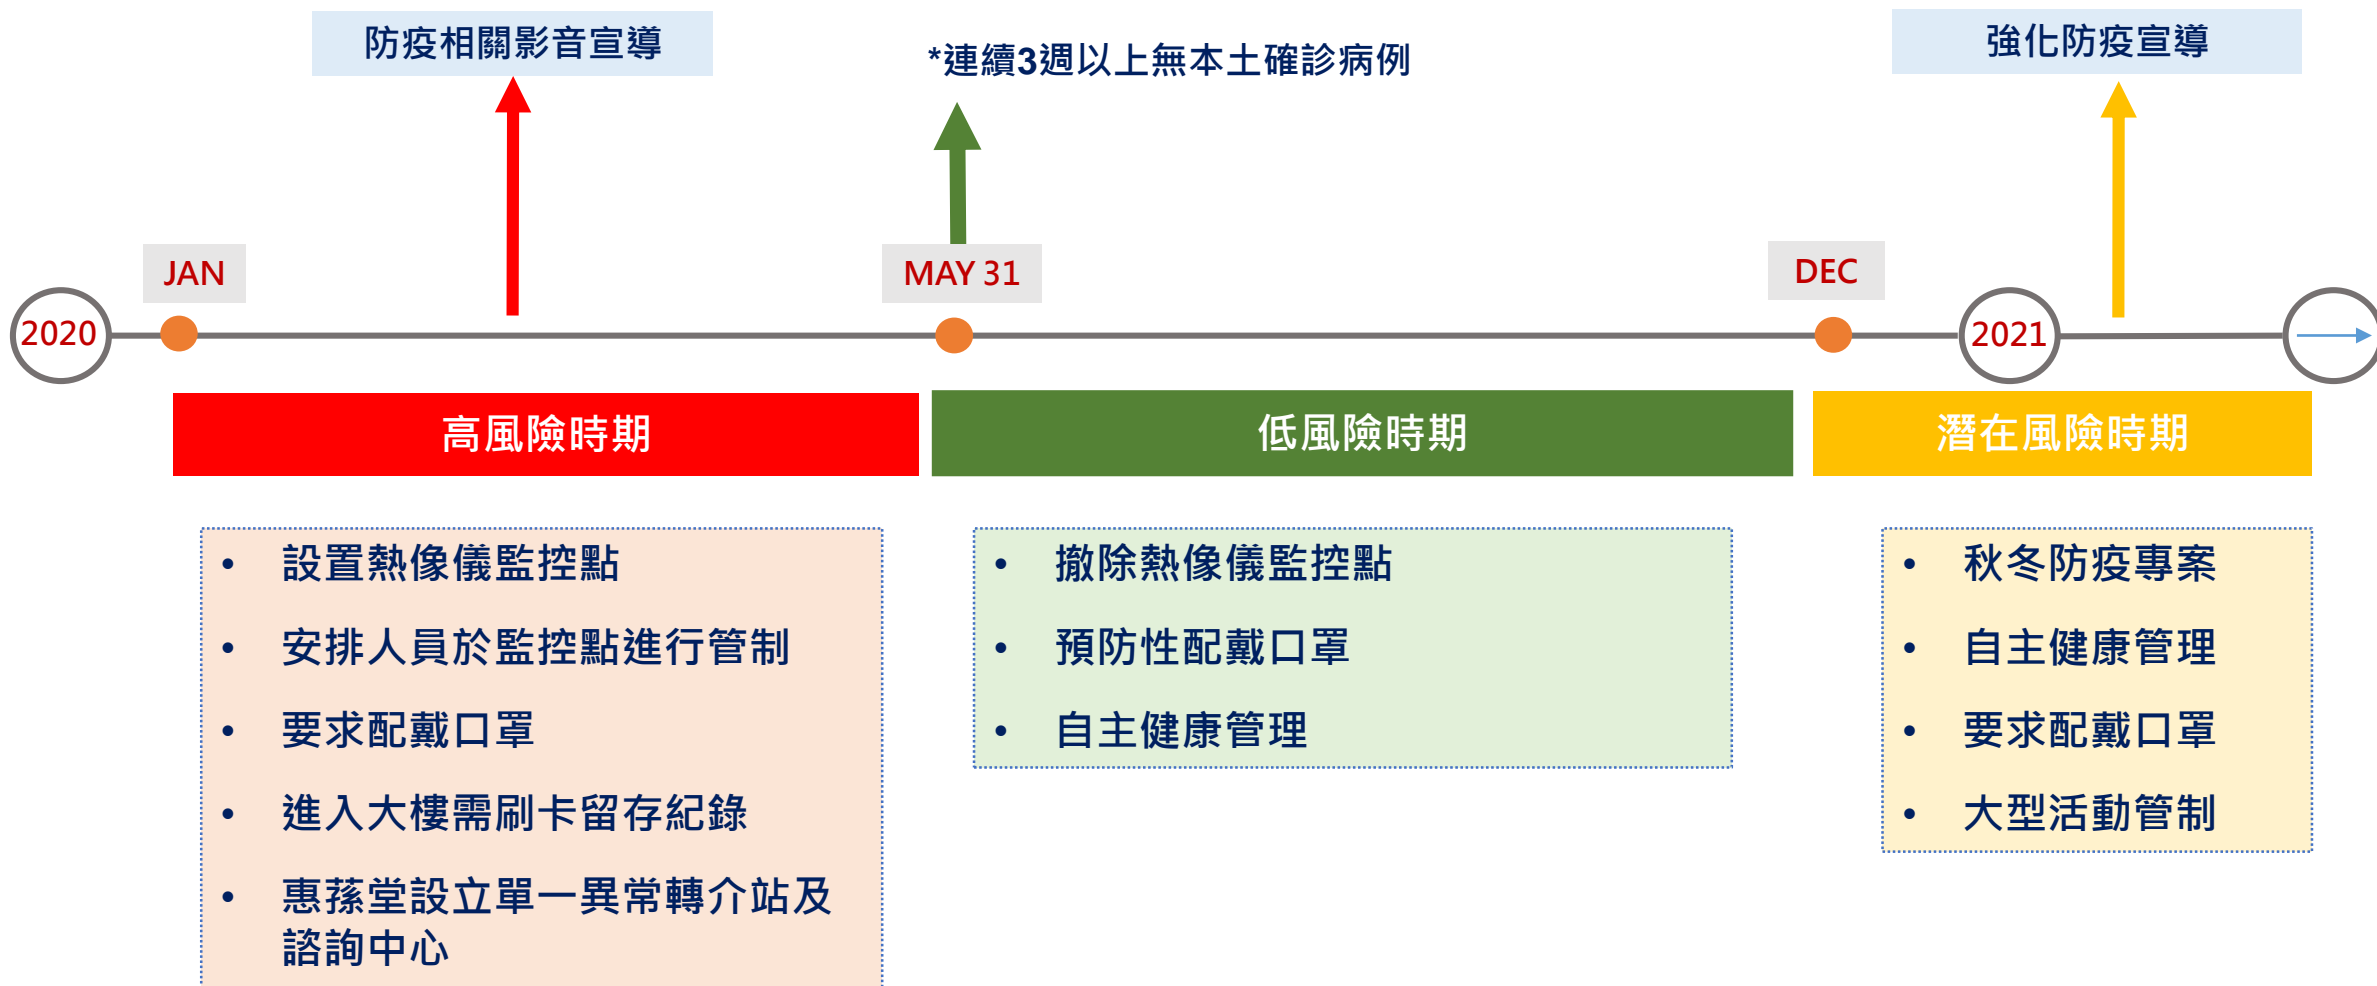 防疫相關影音宣導
*連續3週以上無本土確診病例
強化防疫宣導
JAN
MAY 31
DEC
2020
2021
高風險時期
低風險時期
潛在風險時期
• 設置熱像儀監控點
• 安排人員於監控點進行管制
• 要求配戴口罩
• 進入大樓需刷卡留存紀錄
• 惠蓀堂設立單一異常轉介站及
諮詢中心
• 撤除熱像儀監控點
• 預防性配戴口罩
• 自主健康管理
• 秋冬防疫專案
• 自主健康管理
• 要求配戴口罩
• 大型活動管制